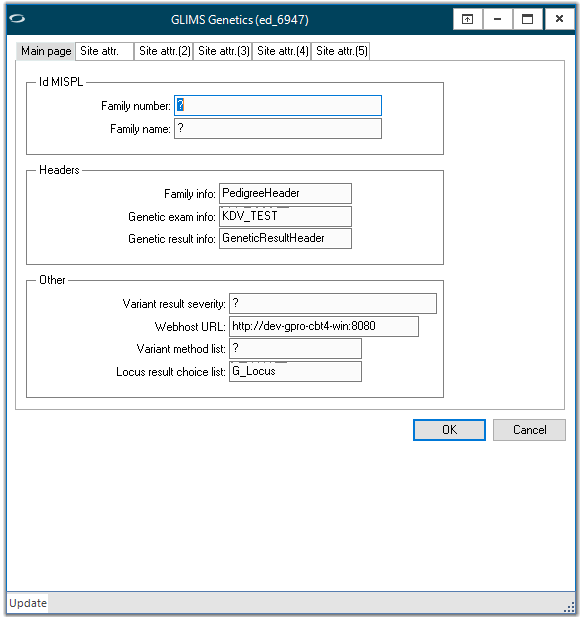 GLIMS Genetics (ed_6947)
Main page Site attr. Site attr.(2) Site attr.(3) Site attr.(4) Site attr.(5)
Id MISPL
Family number: ?
Family name: ?
Headers
Family info: PedigreeHeader
Genetic exam info: KDV_TEST
Genetic result info: GeneticResultHeader
Other
Variant result severity: ?
Webhost URL: http://dev-gpro-cbt4-win:8080
Variant method list: ?
Locus result choice list: G_Locus
OK Cancel
Update